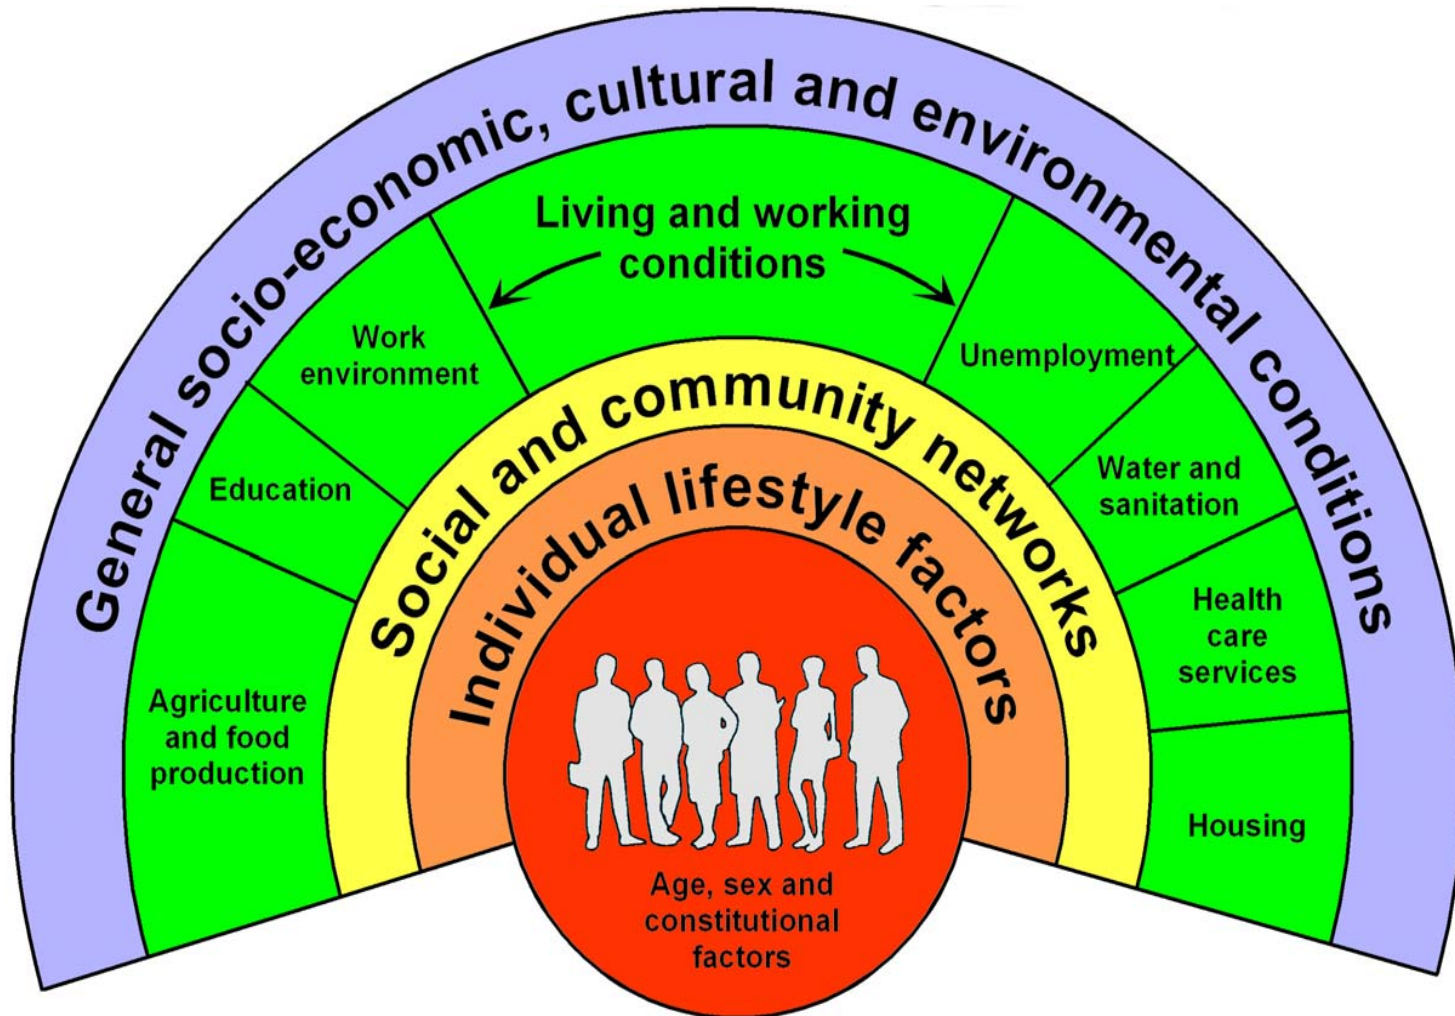 General socio-economic, cultural and environmental conditions
Living and working
conditions
Work
environment
Unemployment
Education
Water and
sanitation
Agriculture
and food
production
Health
care
services
Housing
Social and community networks
Individual lifestyle factors
Age, sex and
constitutional
factors